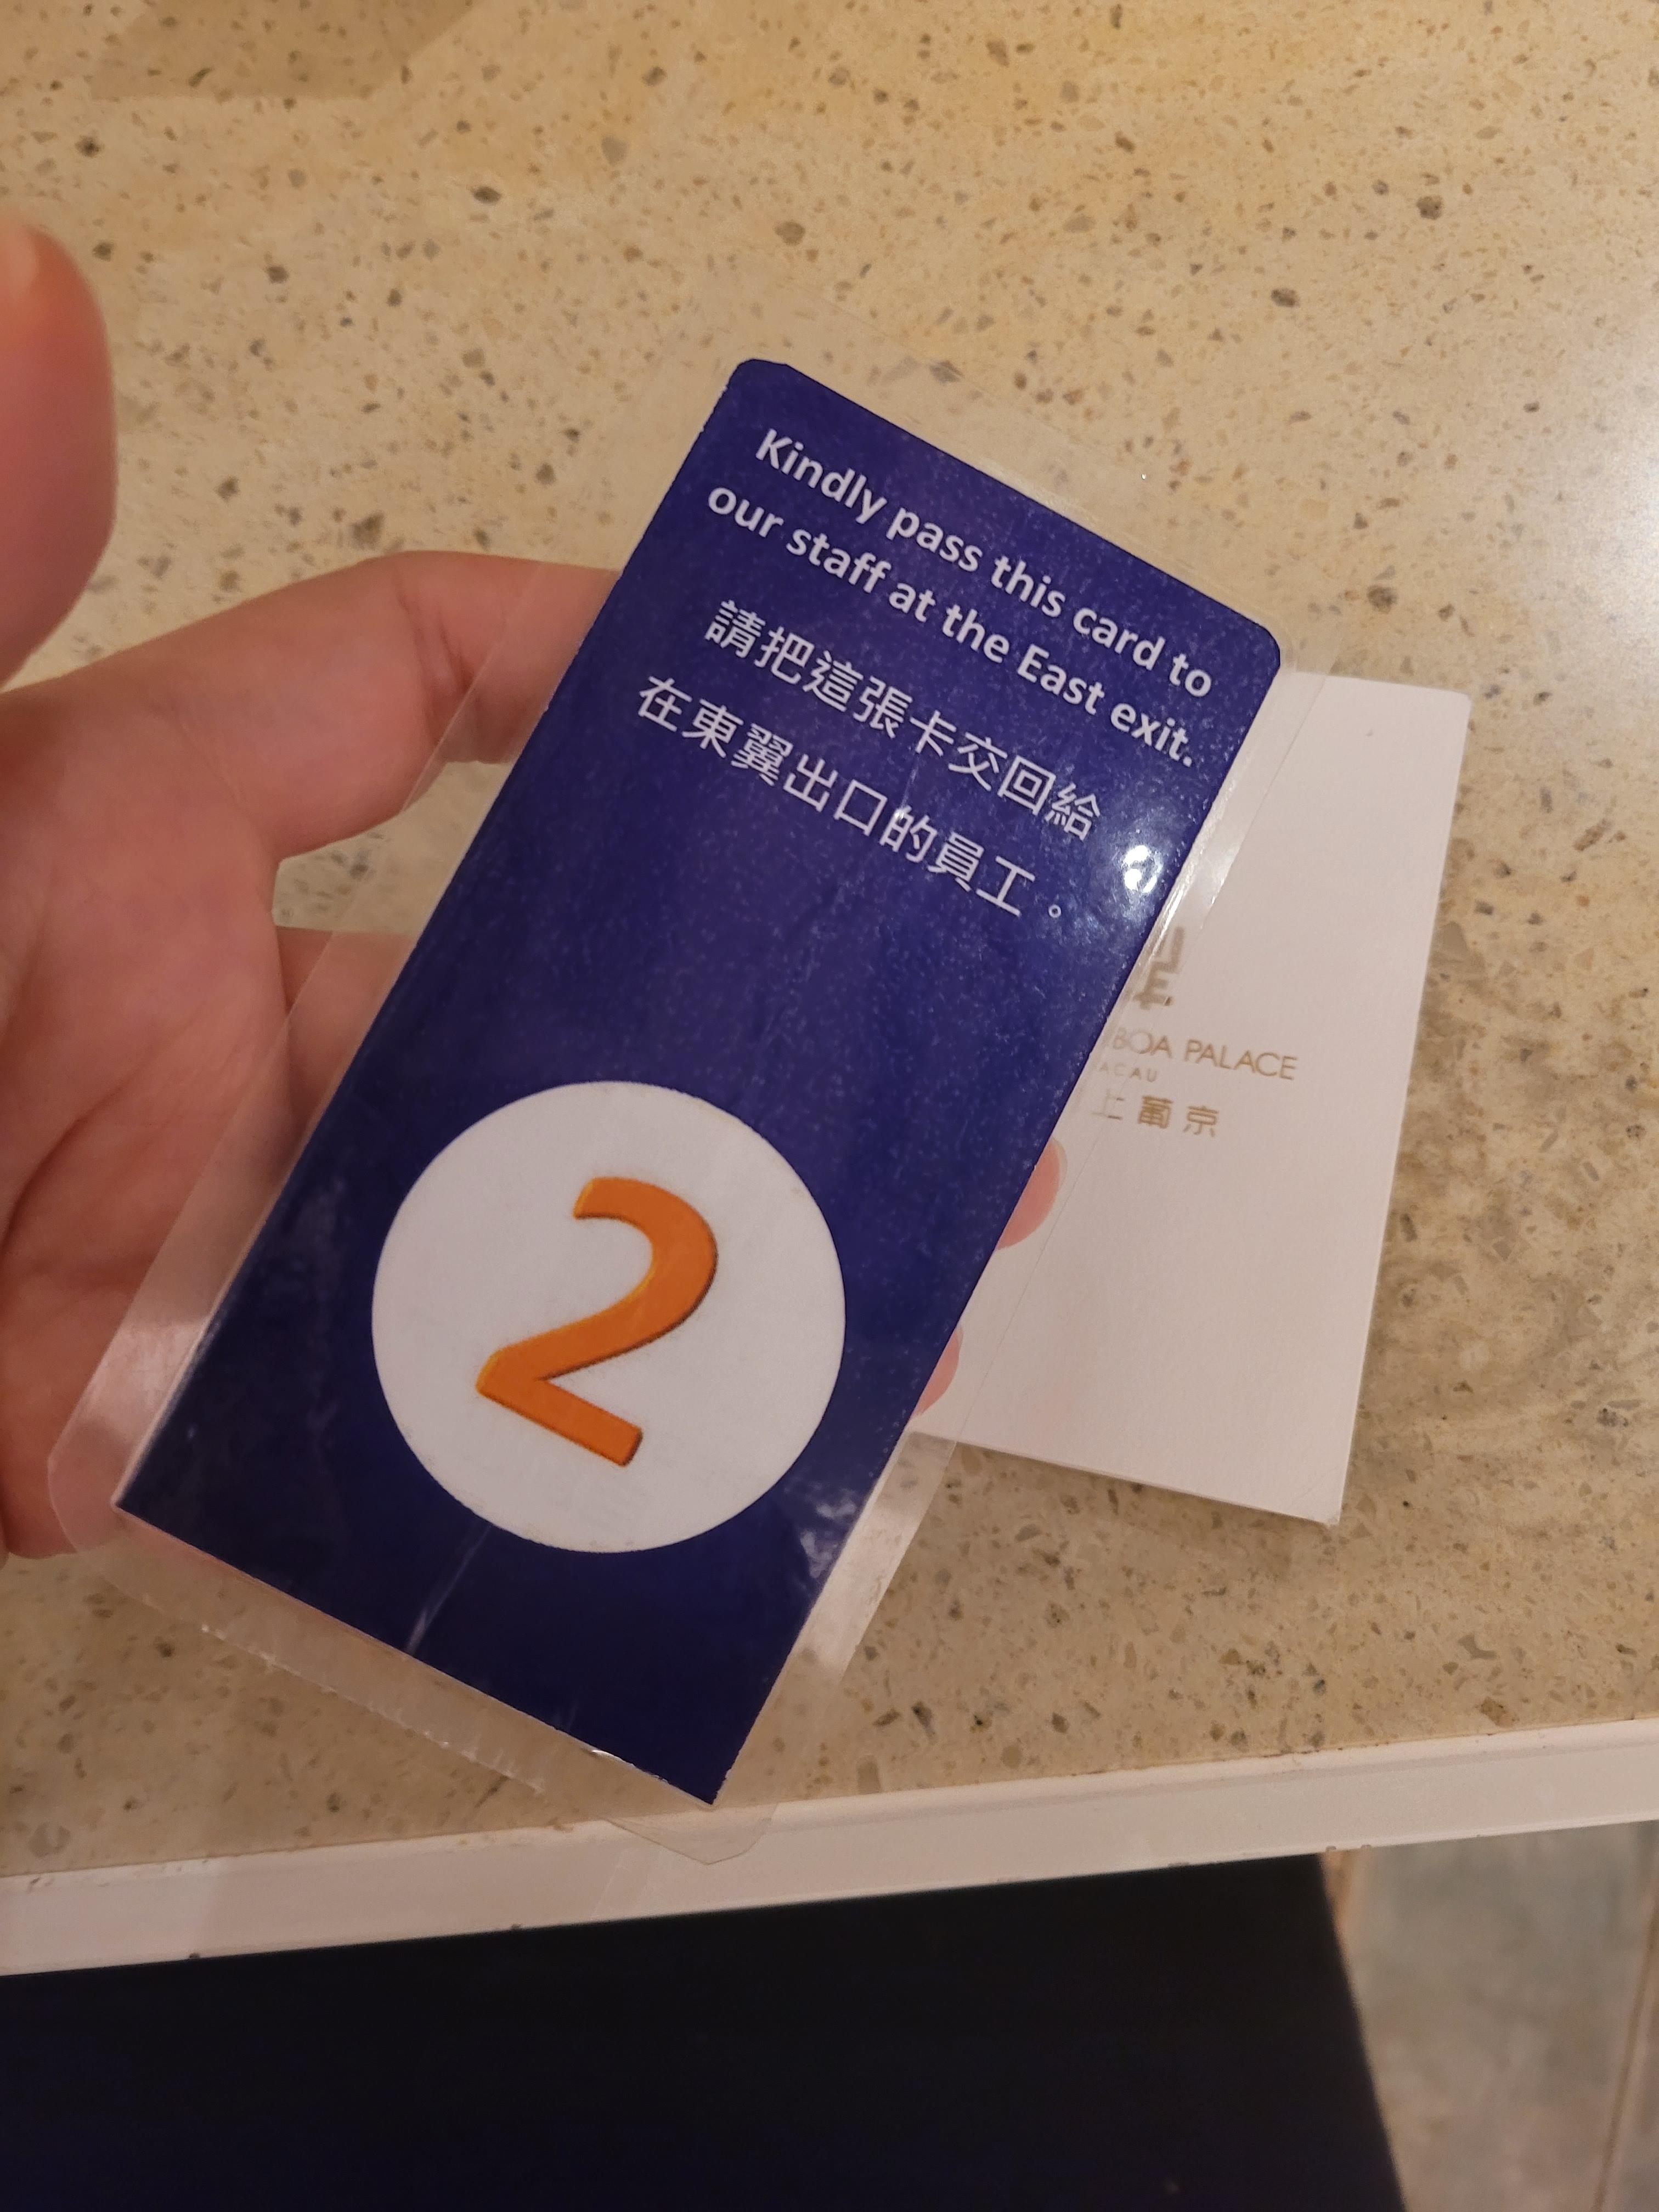 Kindly pass this card to
our staff at the East exit.
請把這張卡交回給
在東翼出口的員工。
2
BOA PALACE
ACAU
上葡京